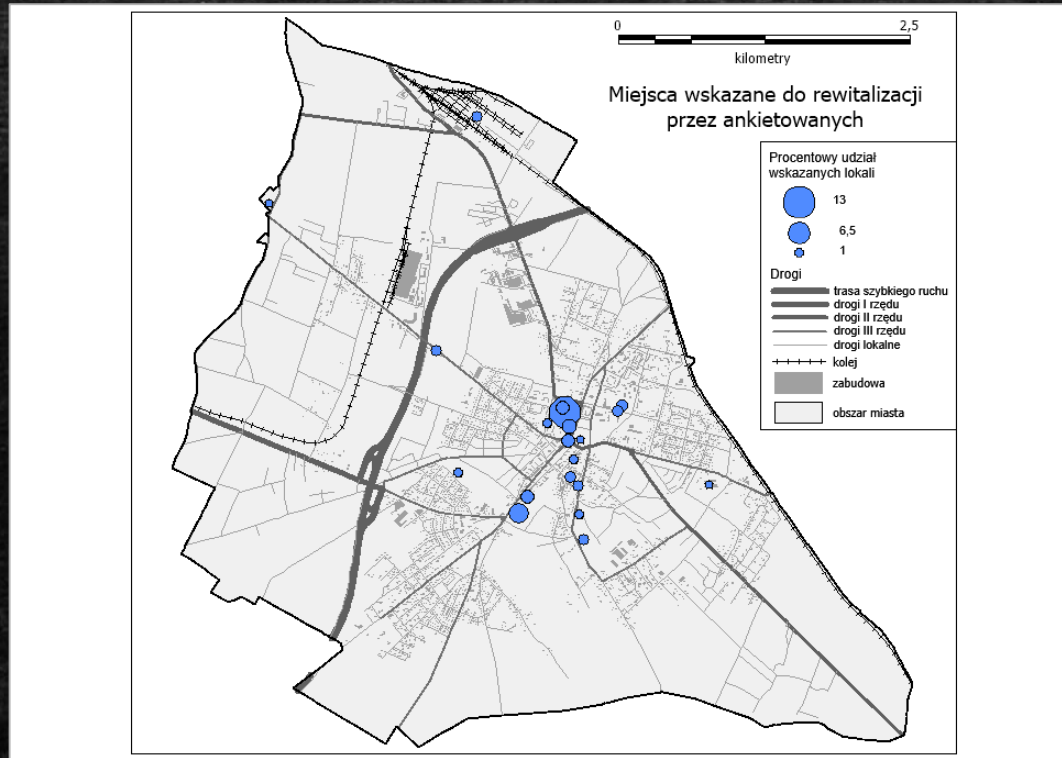 0 2,5
kilometry
Miejsca wskazane do rewitalizacji
przez ankietowanych
Procentowy udział
wskazanych lokali
13
6,5
1
Drogi
trasa szybkiego ruchu
drogi I rzędu
drogi II rzędu
drogi III rzędu
drogi lokalne
kolej
zabudowa
obszar miasta